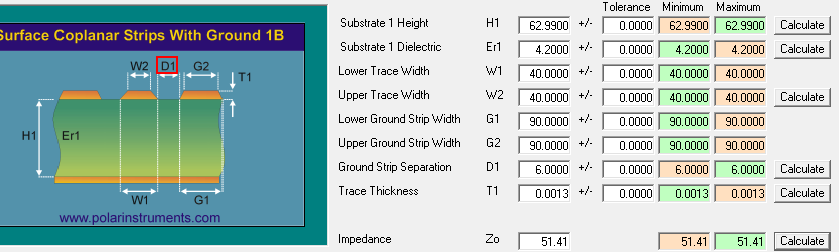 Surface Coplanar Strips With Ground 1B
W2 D1 G2
T1
H1 Er1
W1 G1
www.polarinstruments.com
Tolerance Minimum Maximum
Substrate 1 Height H1 62.9900 +/- 0.0000 62.9900 62.9900 Calculate
Substrate 1 Dielectric Er1 4.2000 +/- 0.0000 4.2000 4.2000 Calculate
Lower Trace Width W1 40.0000 +/- 0.0000 40.0000 40.0000
Upper Trace Width W2 40.0000 +/- 0.0000 40.0000 40.0000 Calculate
Lower Ground Strip Width G1 90.0000 +/- 0.0000 90.0000 90.0000
Upper Ground Strip Width G2 90.0000 +/- 0.0000 90.0000 90.0000
Ground Strip Separation D1 6.0000 +/- 0.0000 6.0000 6.0000 Calculate
Trace Thickness T1 0.0013 +/- 0.0000 0.0013 0.0013 Calculate
Impedance Zo 51.41 51.41 51.41 Calculate